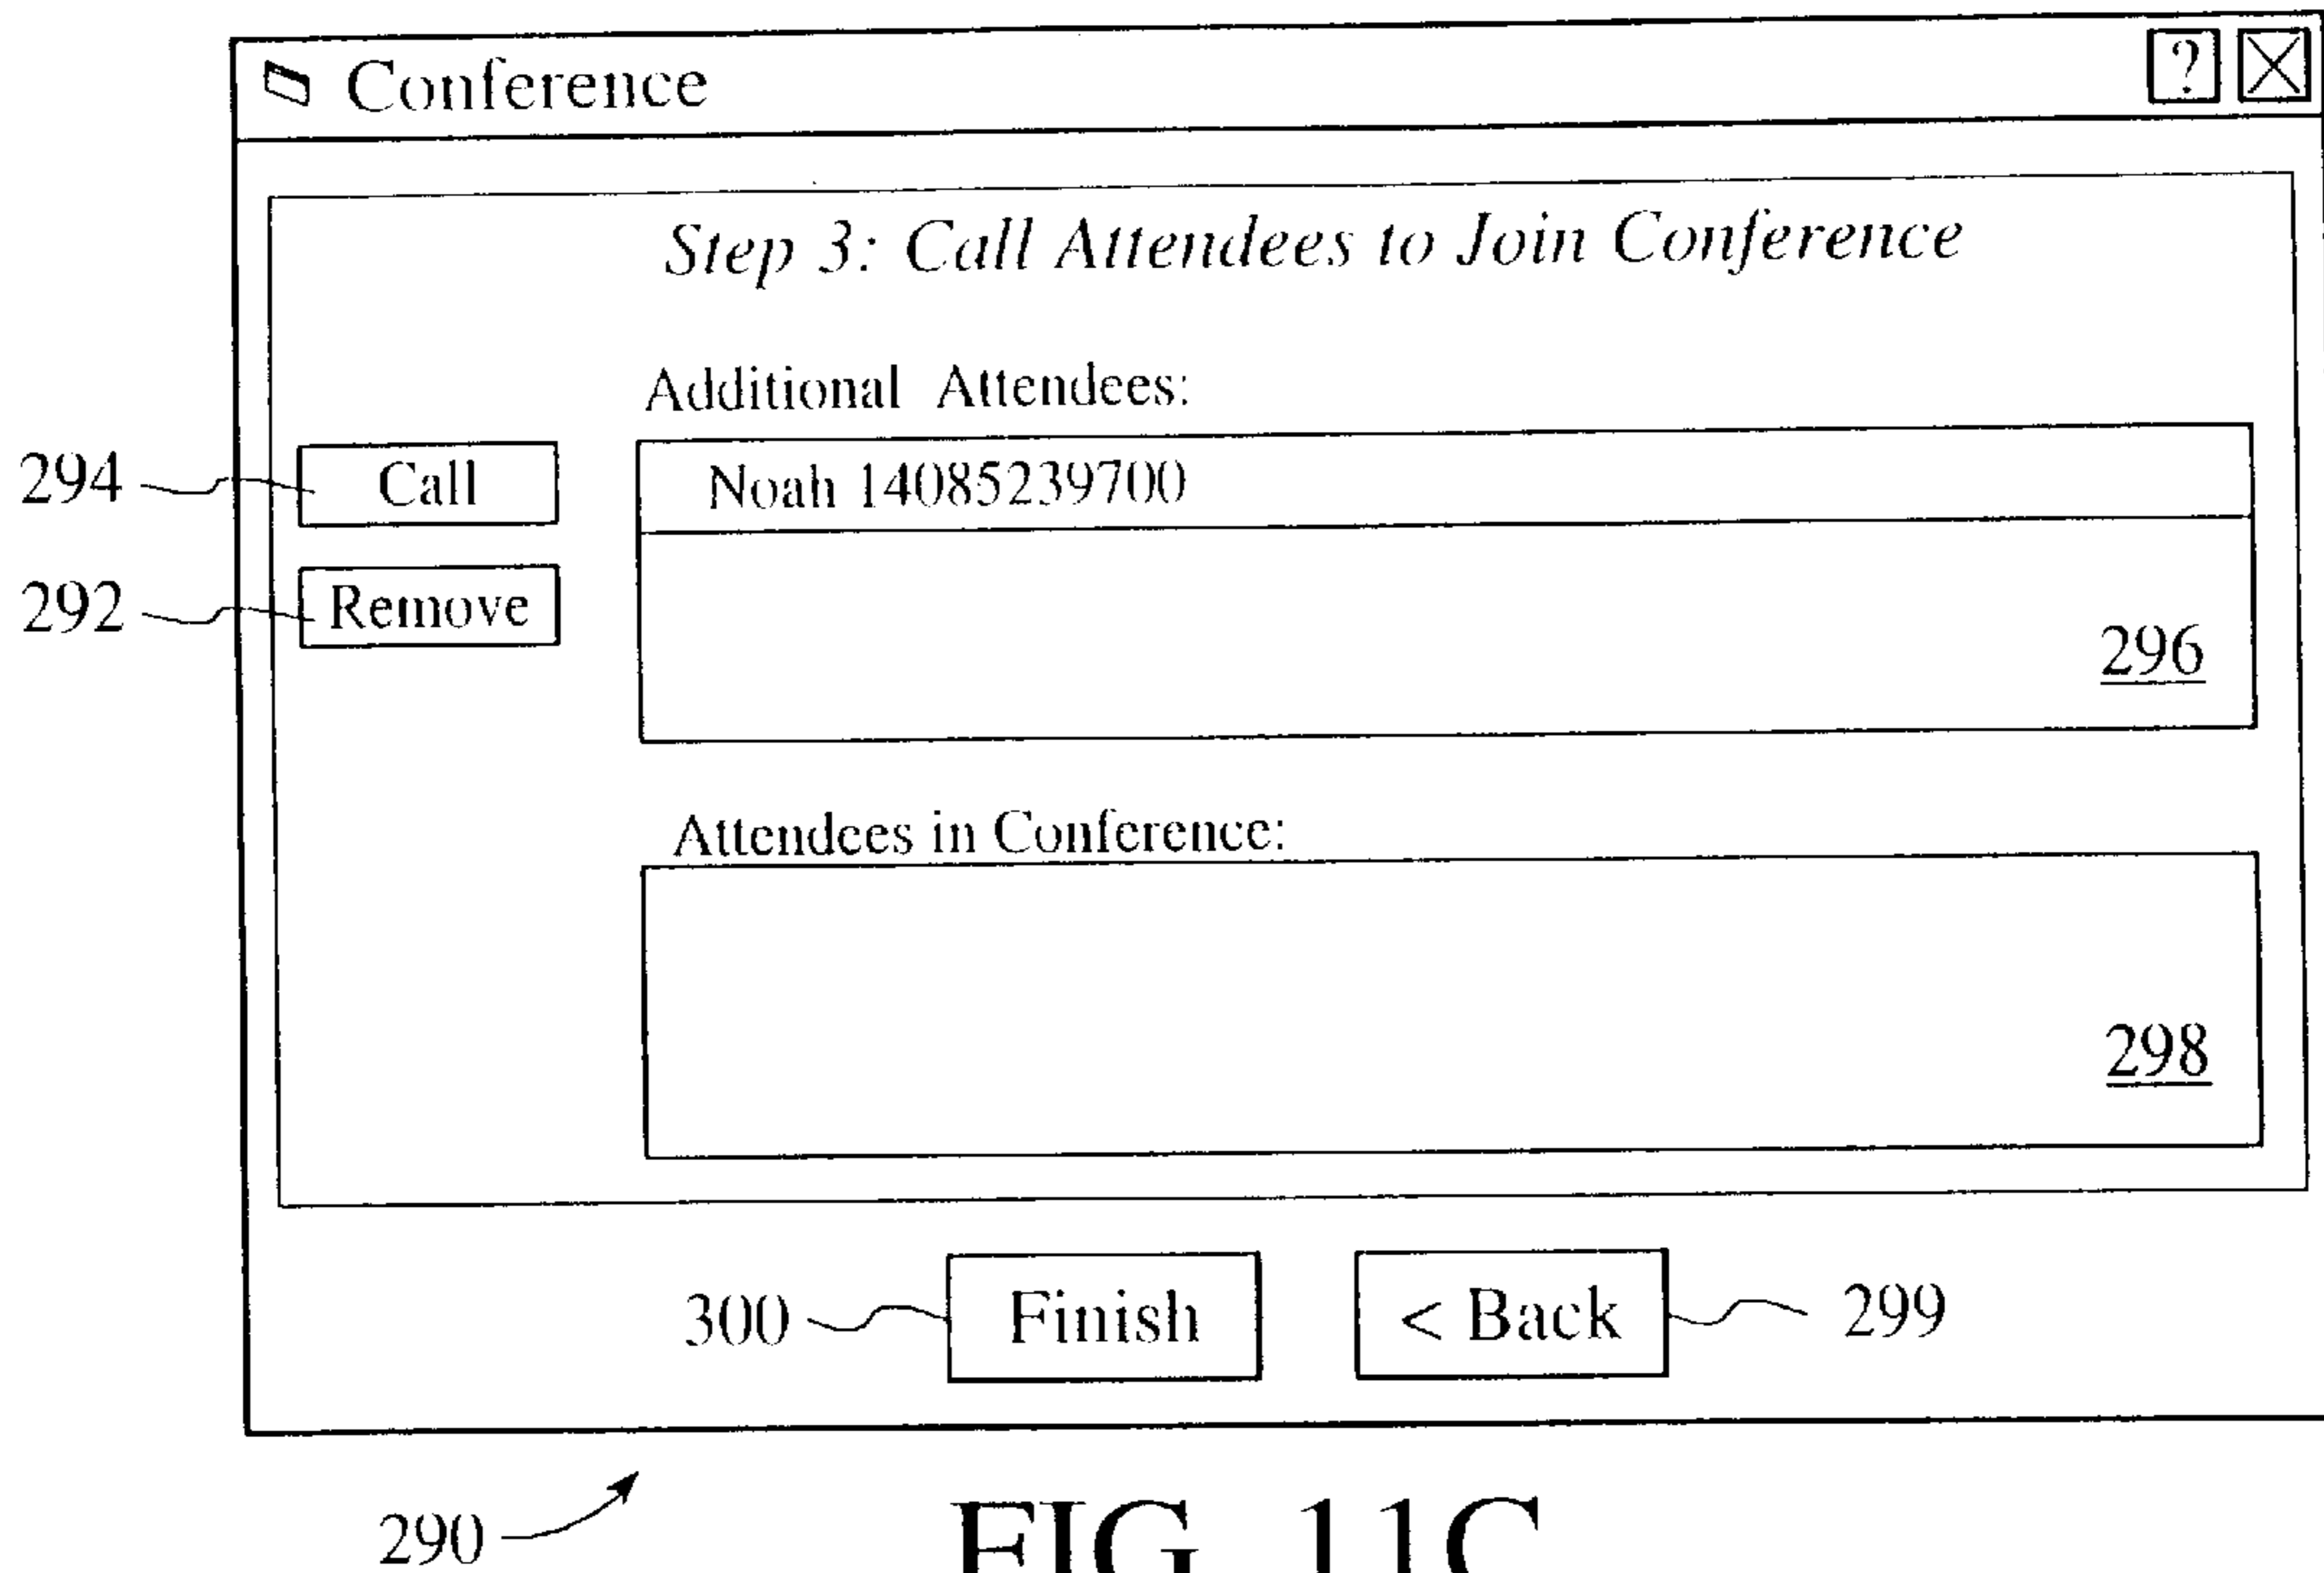 Conference ?
Step 3: Call Attendees to Join Conference
Additional Attendees:
294 Call Noah 14085239700
292 Remove
296
Attendees in Conference:
298
300 Finish < Back 299
290
FIG. 11C